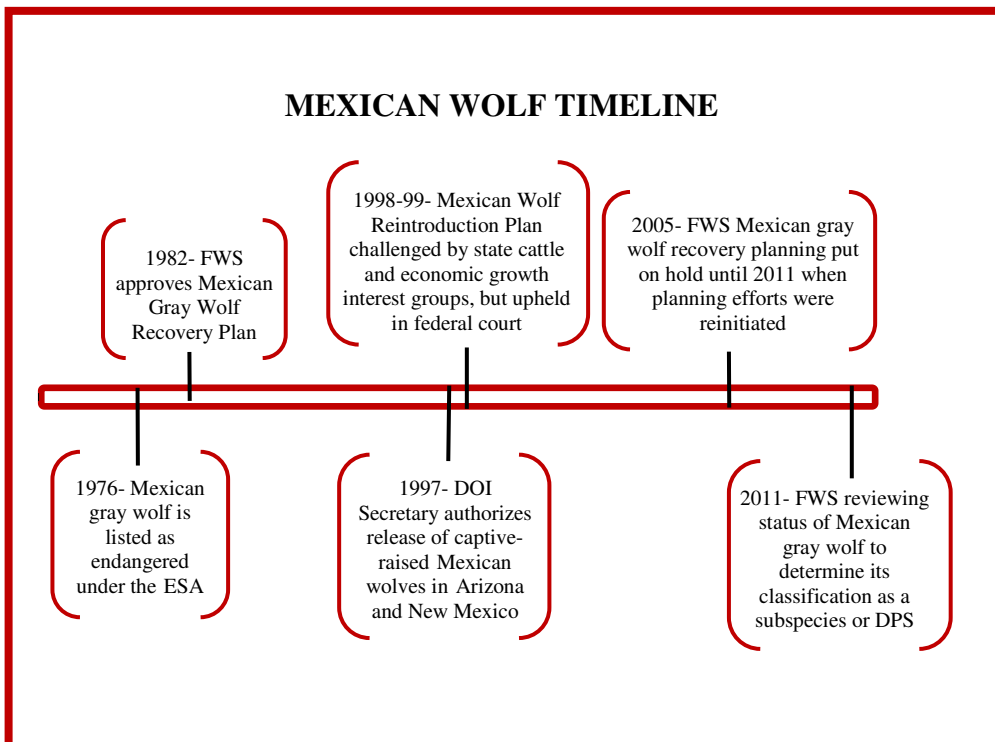 MEXICAN WOLF TIMELINE
1982- FWS
approves Mexican
Gray Wolf
Recovery Plan
1998-99- Mexican Wolf
Reintroduction Plan
challenged by state cattle
and economic growth
interest groups, but upheld
in federal court
2005- FWS Mexican gray
wolf recovery planning put
on hold until 2011 when
planning efforts were
reinitiated
1976- Mexican
gray wolf is
listed as
endangered
under the ESA
1997- DOI
Secretary authorizes
release of captive-
raised Mexican
wolves in Arizona
and New Mexico
2011- FWS reviewing
status of Mexican
gray wolf to
determine its
classification as a
subspecies or DPS